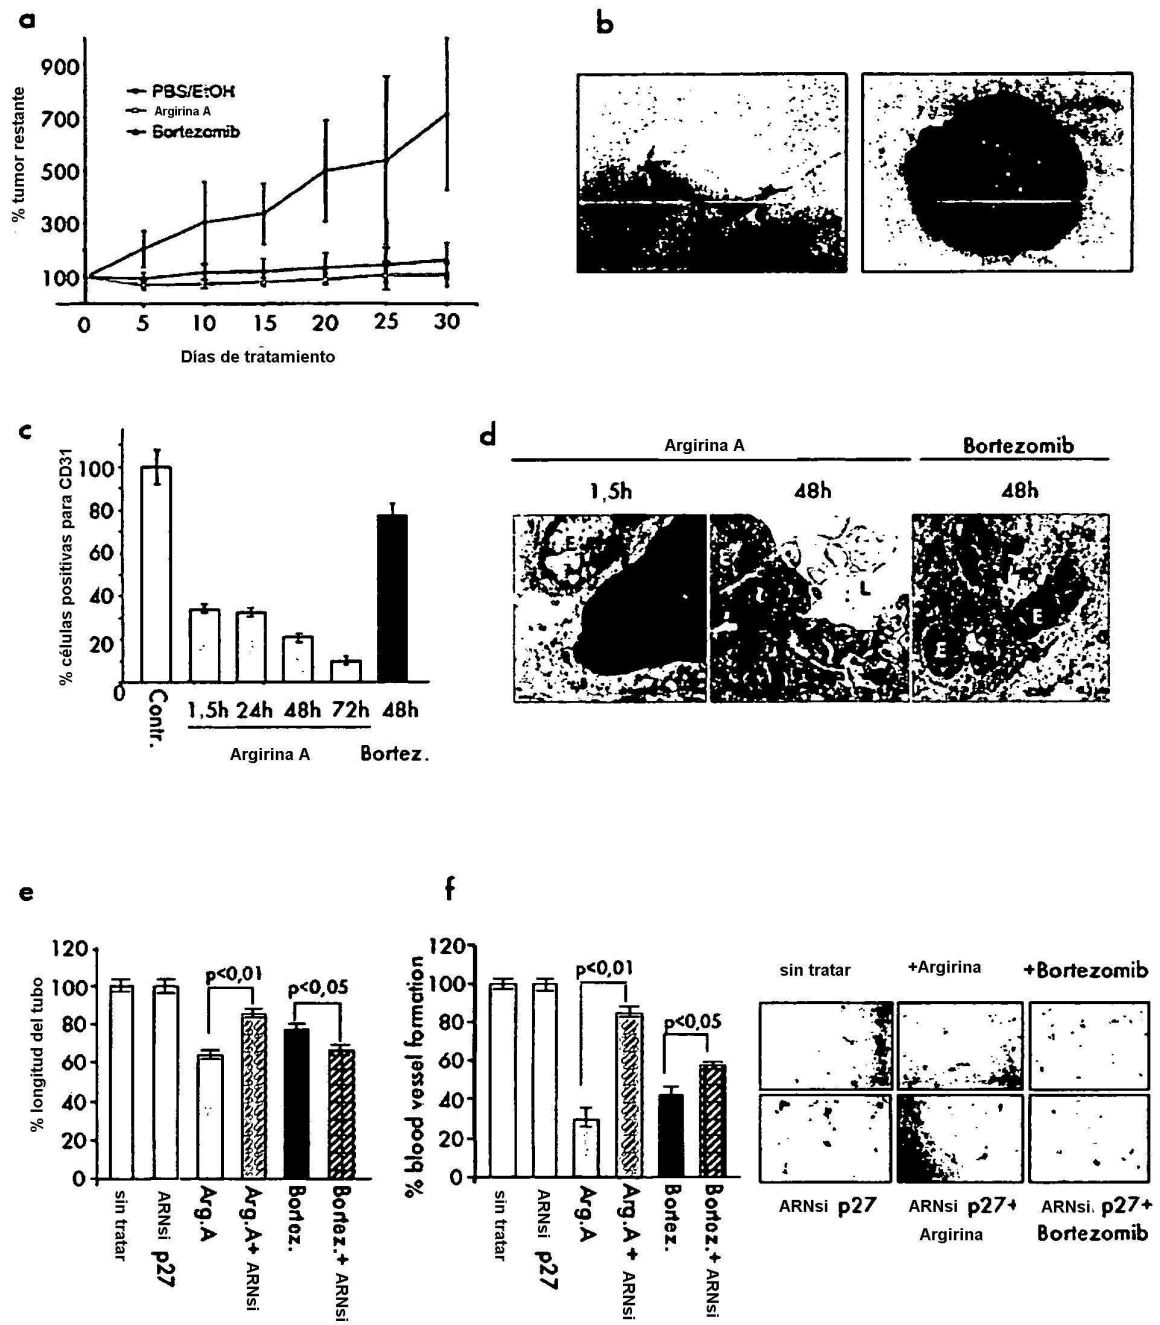 a
% tumor restante
900
700
500
300
100
PBS/EtOH
Argirina A
Bortezomib
0 5 10 15 20 25 30
Días de tratamiento
b
c
% células positivas para CD31
100
80
60
40
20
0
Contr. 1,5h 24h 48h 72h 48h
Argirina A Bortez.
d
Argirina A Bortezomib
1,5h 48h 48h
E
E
L
E
E
e
% longitud del tubo
120
100
80
60
40
20
0
p<0,01
p<0,05
sin tratar
ARNsi p27
Arg.A
Arg.A+ ARNsi
Bortez.
Bortez.+ ARNsi
f
% blood vessel formation
120
100
80
60
40
20
0
p<0,01
p<0,05
sin tratar
ARNsi p27
Arg.A
Arg.A + ARNsi
Bortez.
Bortez.+ ARNsi
sin tratar +Argirina +Bortezomib
ARNsi p27 ARNsi p27+ ARNsi. p27+
Argirina Bortezomib